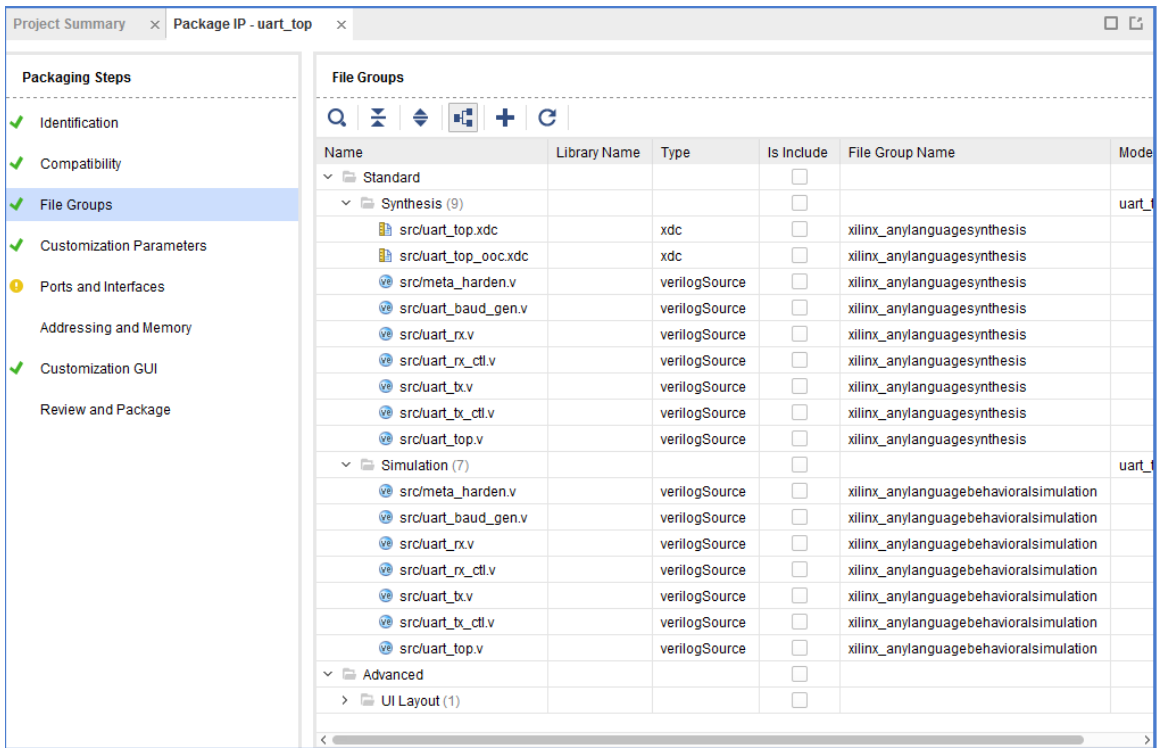 Project Summary × Package IP - uart_top ×
Packaging Steps
Identification
Compatibility
File Groups
Customization Parameters
Ports and Interfaces
Addressing and Memory
Customization GUI
Review and Package
File Groups
Name Library Name Type Is Include File Group Name Mode
Standard
Synthesis (9) uart_t
src/uart_top.xdc xdc xilinx_anylanguagesynthesis
src/uart_top_ooc.xdc xdc xilinx_anylanguagesynthesis
src/meta_harden.v verilogSource xilinx_anylanguagesynthesis
src/uart_baud_gen.v verilogSource xilinx_anylanguagesynthesis
src/uart_rx.v verilogSource xilinx_anylanguagesynthesis
src/uart_rx_ctl.v verilogSource xilinx_anylanguagesynthesis
src/uart_tx.v verilogSource xilinx_anylanguagesynthesis
src/uart_tx_ctl.v verilogSource xilinx_anylanguagesynthesis
src/uart_top.v verilogSource xilinx_anylanguagesynthesis
Simulation (7) uart_t
src/meta_harden.v verilogSource xilinx_anylanguagebehavioralsimulation
src/uart_baud_gen.v verilogSource xilinx_anylanguagebehavioralsimulation
src/uart_rx.v verilogSource xilinx_anylanguagebehavioralsimulation
src/uart_rx_ctl.v verilogSource xilinx_anylanguagebehavioralsimulation
src/uart_tx.v verilogSource xilinx_anylanguagebehavioralsimulation
src/uart_tx_ctl.v verilogSource xilinx_anylanguagebehavioralsimulation
src/uart_top.v verilogSource xilinx_anylanguagebehavioralsimulation
Advanced
UI Layout (1)